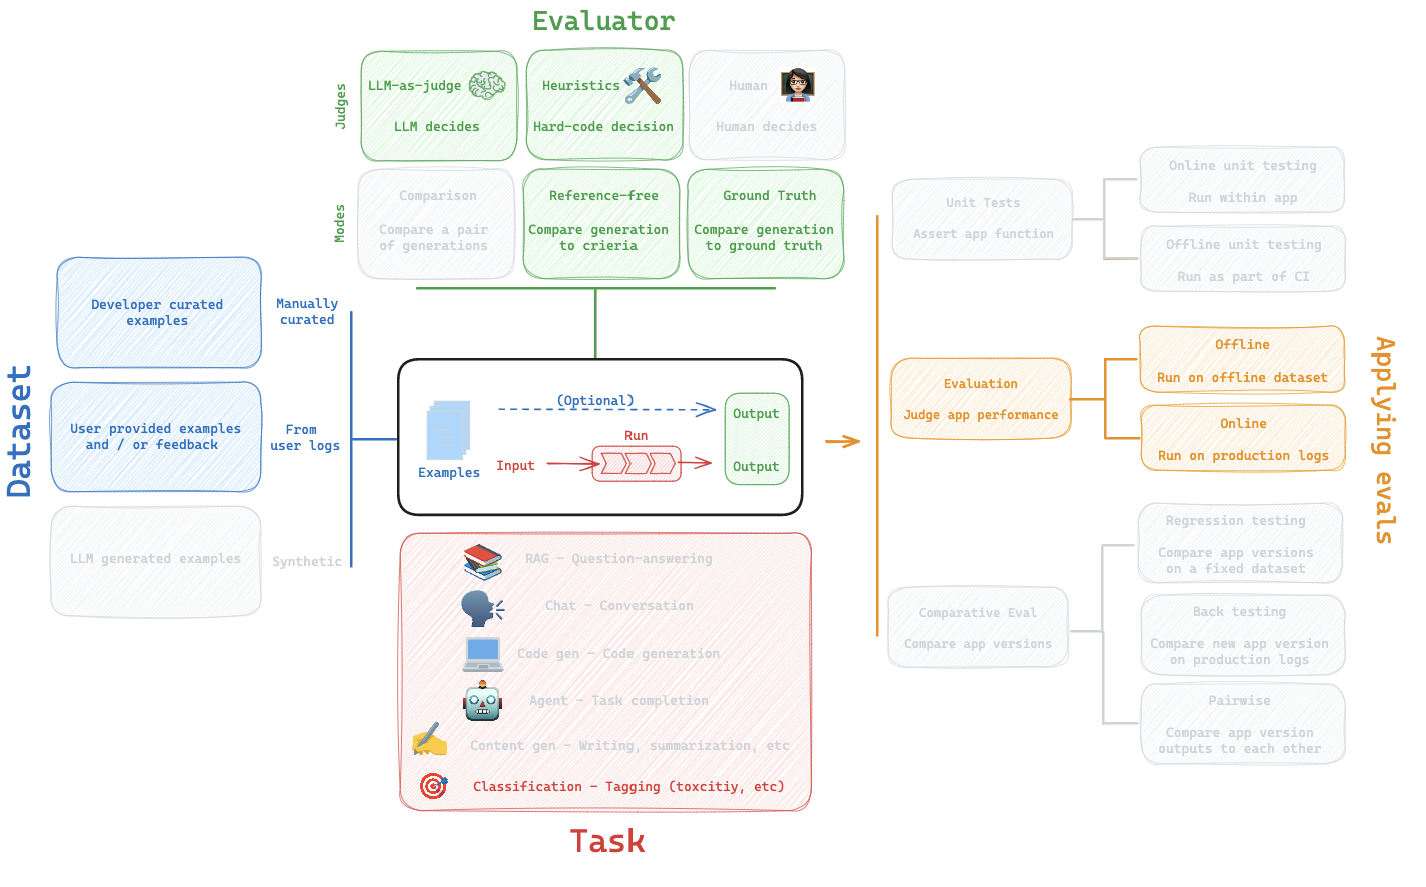 Evaluator
Judges
LLM-as-judge
LLM decides
Heuristics
Hard-code decision
Human
Human decides
Modes
Comparison
Compare a pair
of generations
Reference-free
Compare generation
to crieria
Ground Truth
Compare generation
to ground truth
Dataset
Developer curated
examples
Manually
curated
User provided examples
and / or feedback
From
user logs
LLM generated examples
Synthetic
Examples
(Optional)
Input
Run
Output
Output
Task
RAG - Question-answering
Chat - Conversation
Code gen - Code generation
Agent - Task completion
Content gen - Writing, summarization, etc
Classification - Tagging (toxcitiy, etc)
Applying evals
Unit Tests
Assert app function
Online unit testing
Run within app
Offline unit testing
Run as part of CI
Evaluation
Judge app performance
Offline
Run on offline dataset
Online
Run on production logs
Comparative Eval
Compare app versions
Regression testing
Compare app versions
on a fixed dataset
Back testing
Compare new app version
on production logs
Pairwise
Compare app version
outputs to each other